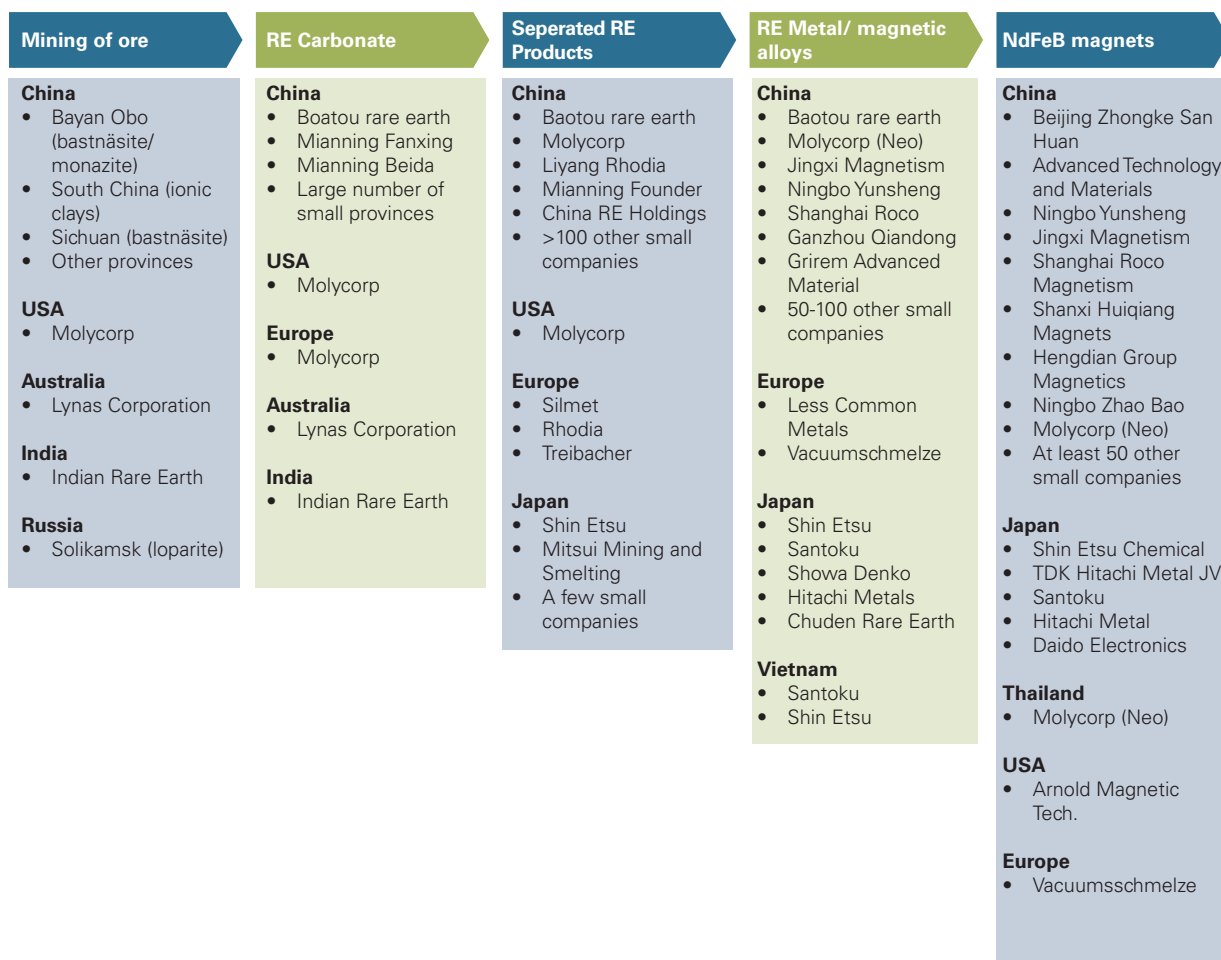 Mining of ore
China
• Bayan Obo
(bastnäsite/
monazite)
• South China (ionic
clays)
• Sichuan (bastnäsite)
• Other provinces
USA
• Molycorp
Australia
• Lynas Corporation
India
• Indian Rare Earth
Russia
• Solikamsk (loparite)
RE Carbonate
China
• Boatou rare earth
• Mianning Fanxing
• Mianning Beida
• Large number of
small provinces
USA
• Molycorp
Europe
• Molycorp
Australia
• Lynas Corporation
India
• Indian Rare Earth
Seperated RE
Products
China
• Baotou rare earth
• Molycorp
• Liyang Rhodia
• Mianning Founder
• China RE Holdings
• >100 other small
companies
USA
• Molycorp
Europe
• Silmet
• Rhodia
• Treibacher
Japan
• Shin Etsu
• Mitsui Mining and
Smelting
• A few small
companies
RE Metal/ magnetic
alloys
China
• Baotou rare earth
• Molycorp (Neo)
• Jingxi Magnetism
• Ningbo Yunsheng
• Shanghai Roco
• Ganzhou Qiandong
• Grirem Advanced
Material
• 50-100 other small
companies
Europe
• Less Common
Metals
• Vacuumschmelze
Japan
• Shin Etsu
• Santoku
• Showa Denko
• Hitachi Metals
• Chuden Rare Earth
Vietnam
• Santoku
• Shin Etsu
NdFeB magnets
China
• Beijing Zhongke San
Huan
• Advanced Technology
and Materials
• Ningbo Yunsheng
• Jingxi Magnetism
• Shanghai Roco
Magnetism
• Shanxi Huiqiang
Magnets
• Hengdian Group
Magnetics
• Ningbo Zhao Bao
• Molycorp (Neo)
• At least 50 other
small companies
Japan
• Shin Etsu Chemical
• TDK Hitachi Metal JV
• Santoku
• Hitachi Metal
• Daido Electronics
Thailand
• Molycorp (Neo)
USA
• Arnold Magnetic
Tech.
Europe
• Vacuumsschmelze